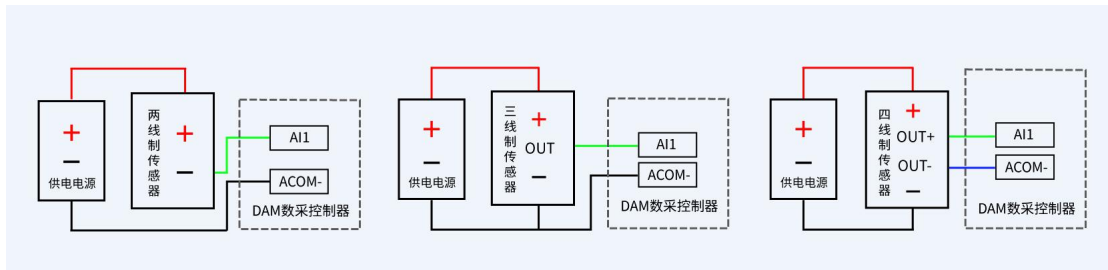 +
−
供电电源
两线制传感器
+
−
AI1
ACOM-
DAM数采控制器
+
−
供电电源
三线制传感器
+
OUT
−
AI1
ACOM-
DAM数采控制器
+
−
供电电源
四线制传感器
+
OUT+
OUT-
−
AI1
ACOM-
DAM数采控制器